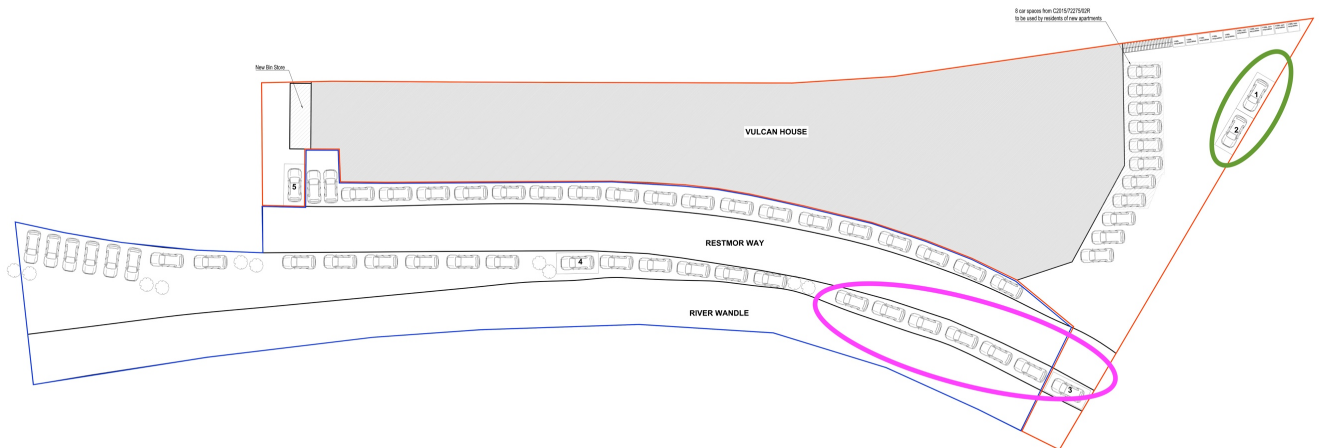 8 car spaces from C2015/72275/02R
to be used by residents of new apartments
New Bin Store
1
2
VULCAN HOUSE
5
RESTMOR WAY
4
RIVER WANDLE
3